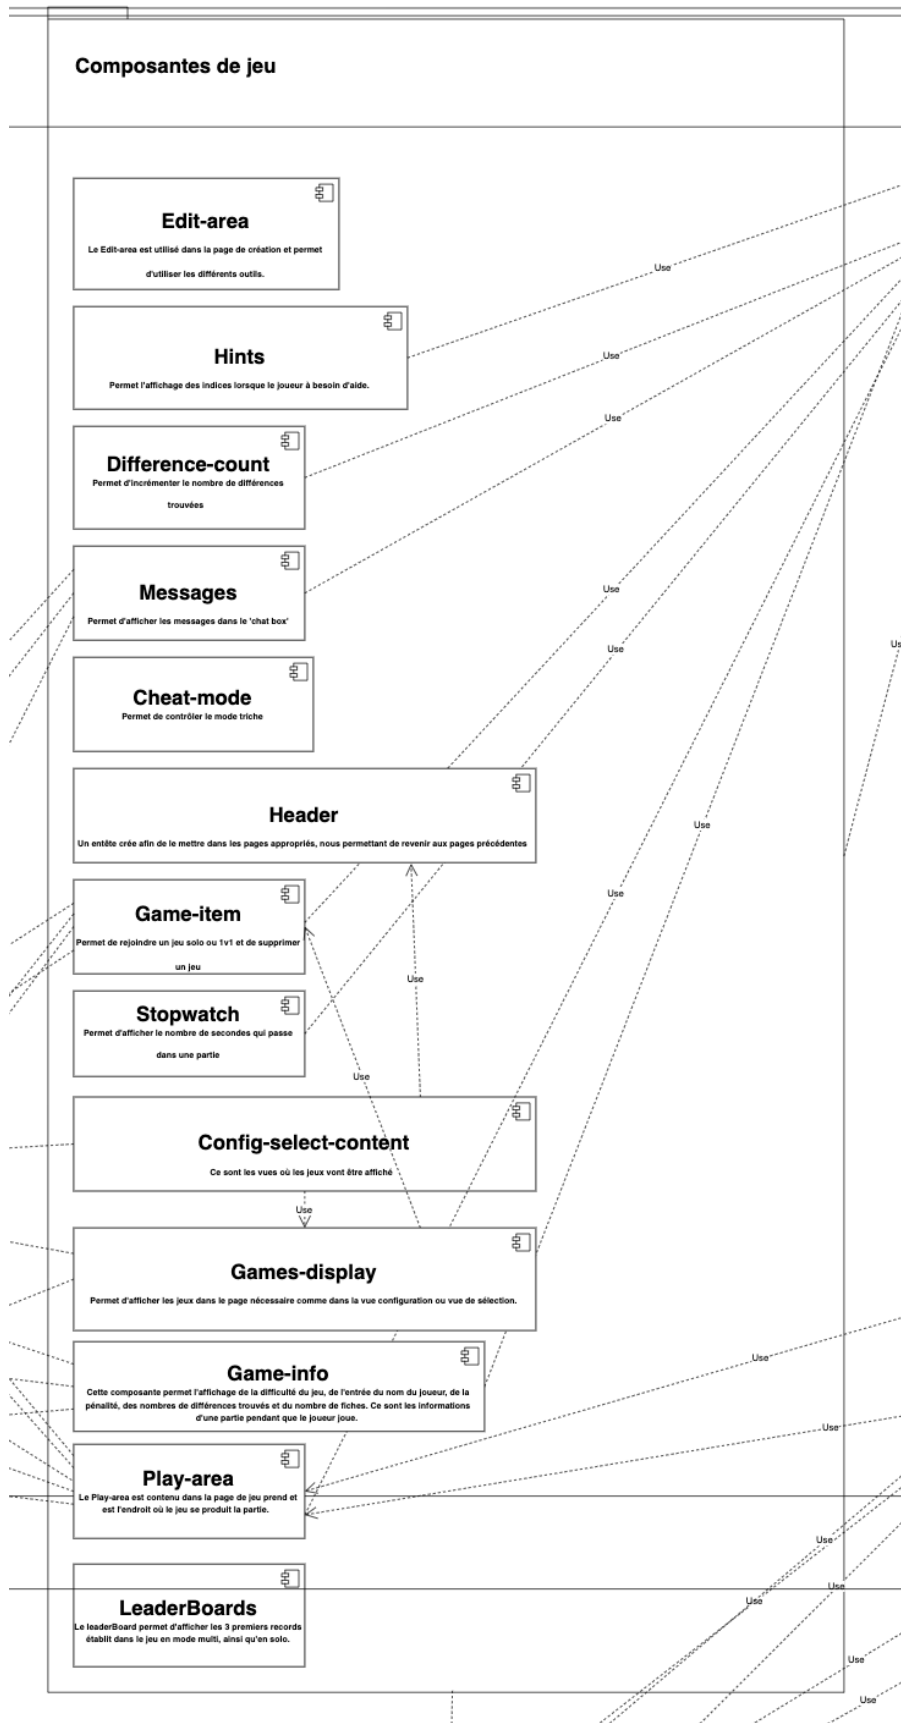 Composantes de jeu
Edit-area
Le Edit-area est utilisé dans la page de création et permet
d'utiliser les différents outils.
Use
Hints
Permet l'affichage des indices lorsque le joueur à besoin d'aide.
Use
Use
Difference-count
Permet d'incrémenter le nombre de différences
trouvées
Messages
Permet d'afficher les messages dans le 'chat box'
Use
Use
Us
Cheat-mode
Permet de contrôler le mode triche
Header
Un entête crée afin de le mettre dans les pages appropriés, nous permettant de revenir aux pages précédentes
Use
Use
Game-item
Permet de rejoindre un jeu solo ou 1v1 et de supprimer
un jeu
Use
Stopwatch
Permet d'afficher le nombre de secondes qui passe
dans une partie
Use
Config-select-content
Ce sont les vues où les jeux vont être affiché
Use
Games-display
Permet d'afficher les jeux dans le page nécessaire comme dans la vue configuration ou vue de sélection.
Use
Game-info
Cette composante permet l'affichage de la difficulté du jeu, de l'entrée du nom du joueur, de la
pénalité, des nombres de différences trouvés et du nombre de fiches. Ce sont les informations
d'une partie pendant que le joueur joue.
Use
Play-area
Le Play-area est contenu dans la page de jeu prend et
est l'endroit où le jeu se produit la partie.
Use
Use
Use
LeaderBoards
Le leaderBoard permet d'afficher les 3 premiers records
établit dans le jeu en mode multi, ainsi qu'en solo.
Use
Use